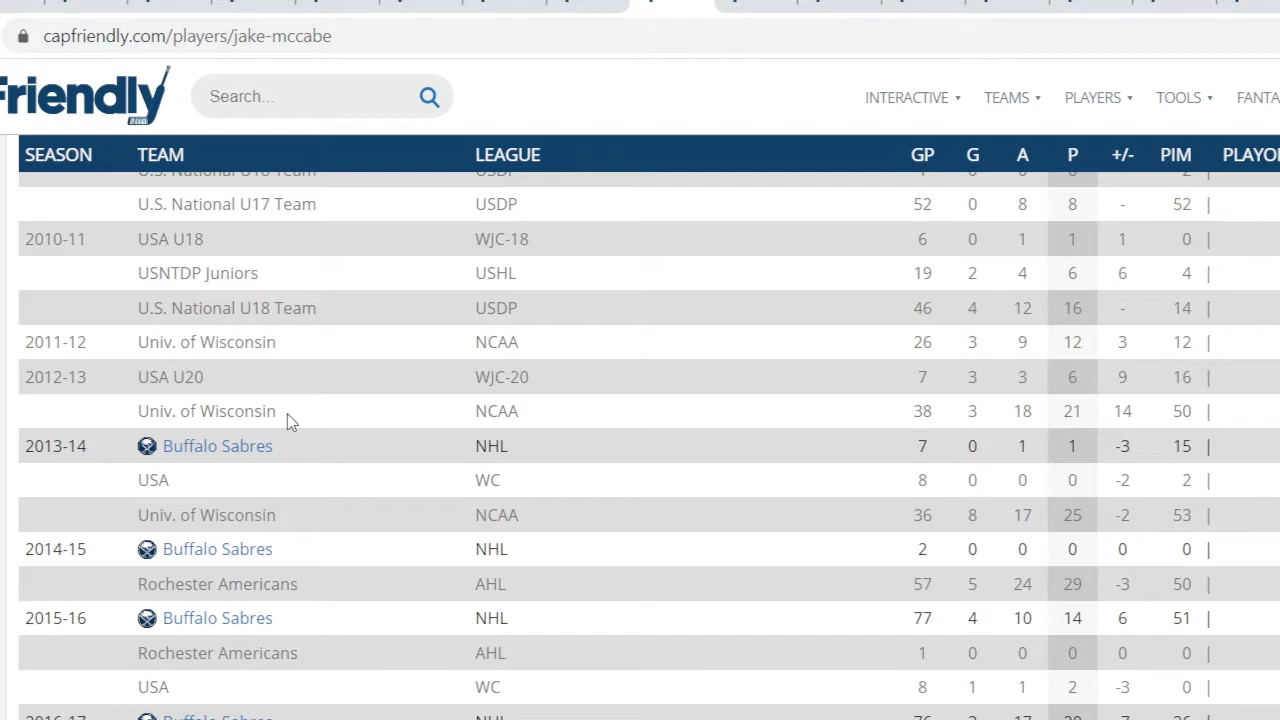 capfriendly.com/players/jake-mccabe
Friendly Search... INTERACTIVE TEAMS PLAYERS TOOLS FANTA
SEASON TEAM LEAGUE GP G A P +/- PIM PLAYO
U.S. National U17 Team USDP 52 0 8 8 - 52 |
2010-11 USA U18 WJC-18 6 0 1 1 1 0 |
USNTDP Juniors USHL 19 2 4 6 6 4 |
U.S. National U18 Team USDP 46 4 12 16 - 14 |
2011-12 Univ. of Wisconsin NCAA 26 3 9 12 3 12 |
2012-13 USA U20 WJC-20 7 3 3 6 9 16 |
Univ. of Wisconsin NCAA 38 3 18 21 14 50 |
2013-14 Buffalo Sabres NHL 7 0 1 1 -3 15 |
USA WC 8 0 0 0 -2 2 |
Univ. of Wisconsin NCAA 36 8 17 25 -2 53 |
2014-15 Buffalo Sabres NHL 2 0 0 0 0 0 |
Rochester Americans AHL 57 5 24 29 -3 50 |
2015-16 Buffalo Sabres NHL 77 4 10 14 6 51 |
Rochester Americans AHL 1 0 0 0 0 0 |
USA WC 8 1 1 2 -3 0 |